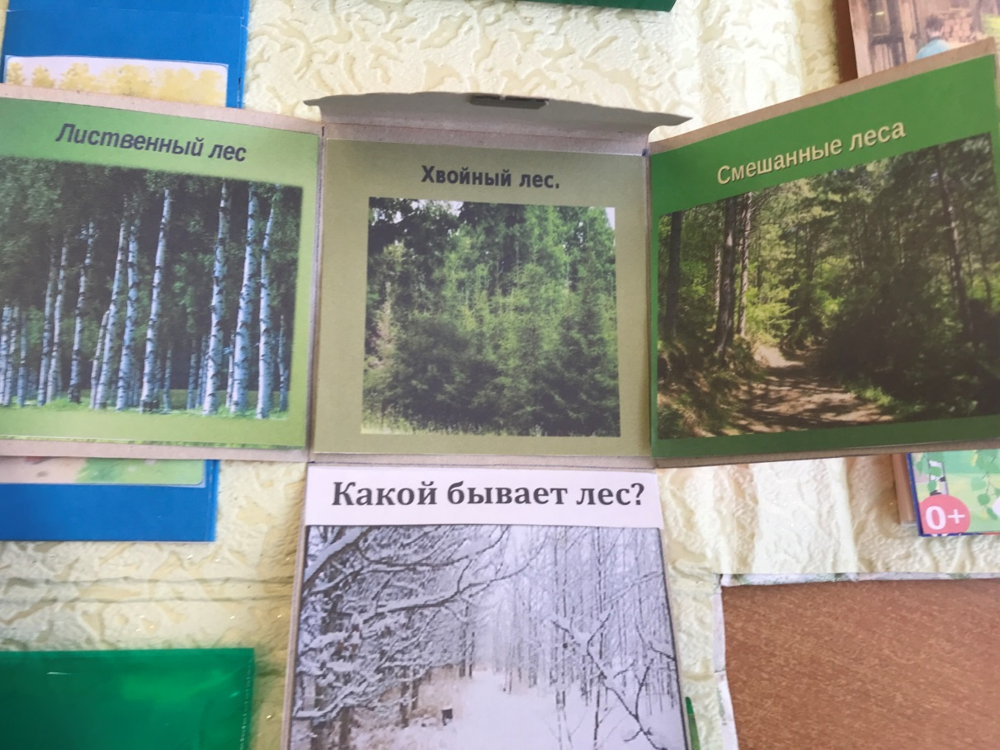 Лиственный лес
Хвойный лес.
Смешанные леса
Какой бывает лес?
0+